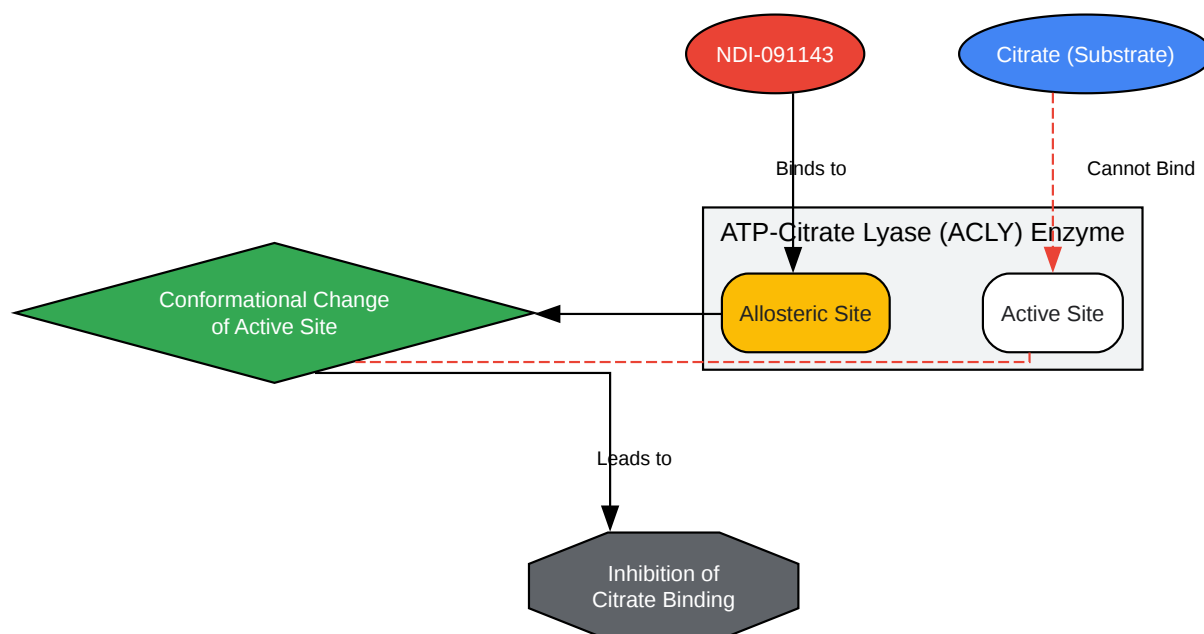 NDI-091143
Citrate (Substrate)
Binds to
Cannot Bind
ATP-Citrate Lyase (ACLY) Enzyme
Conformational Change
of Active Site
Allosteric Site
Active Site
Leads to
Inhibition of
Citrate Binding